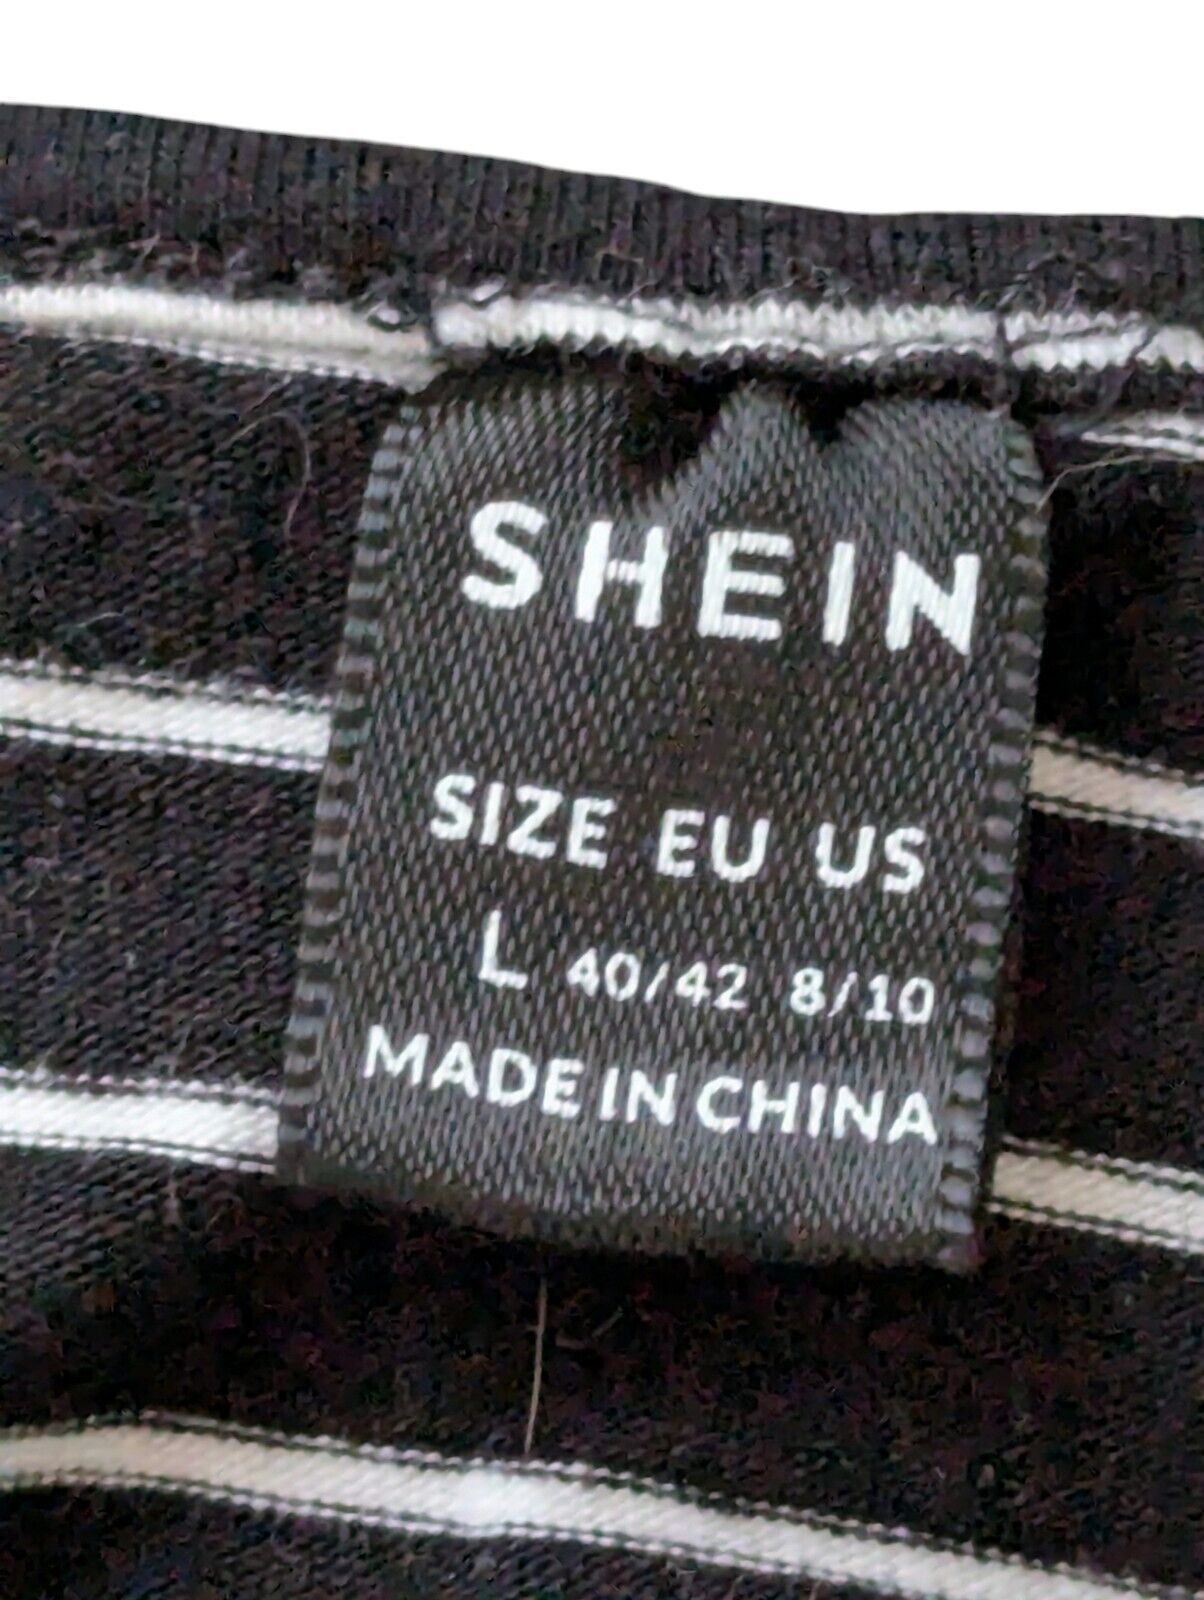 SHEIN
SIZE EU US
L 40/42 8/10
MADE IN CHINA